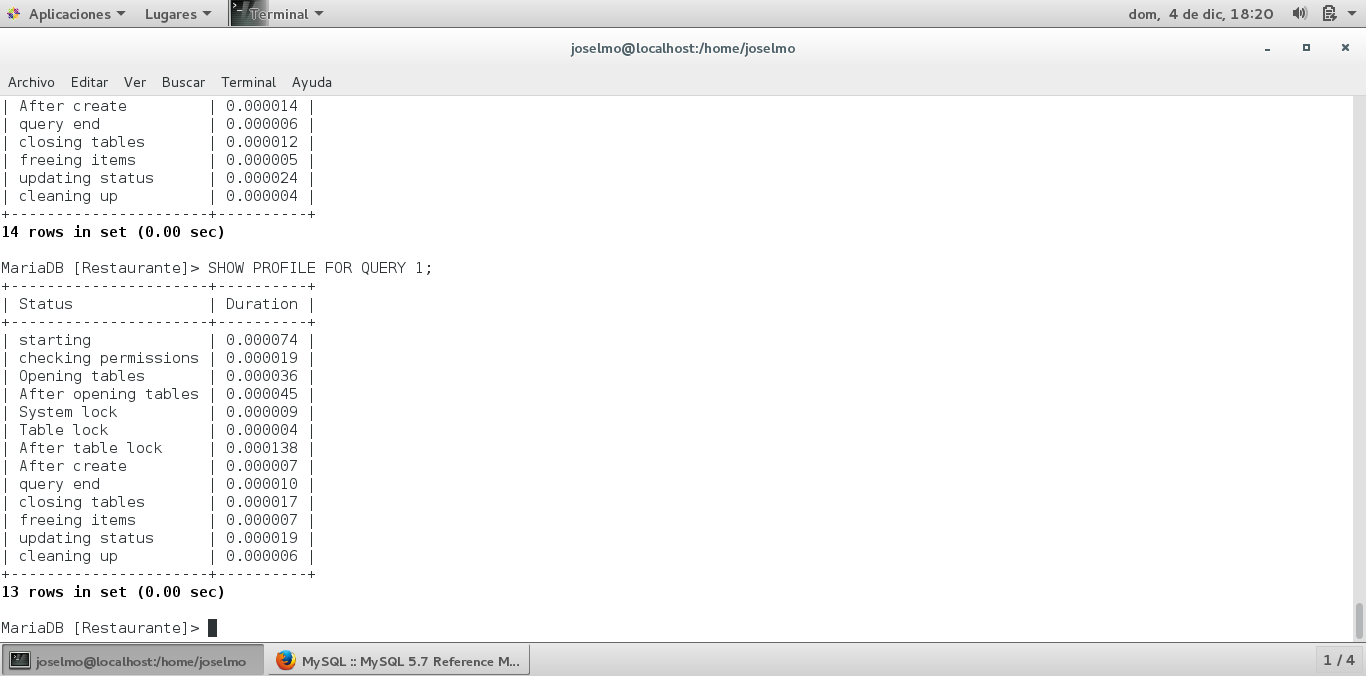 Aplicaciones Lugares Terminal dom, 4 de dic, 18:20
joselmo@localhost:/home/joselmo
Archivo Editar Ver Buscar Terminal Ayuda
| After create         | 0.000014 |
| query end            | 0.000006 |
| closing tables       | 0.000012 |
| freeing items        | 0.000005 |
| updating status      | 0.000024 |
| cleaning up          | 0.000004 |
+----------------------+----------+
14 rows in set (0.00 sec)
MariaDB [Restaurante]> SHOW PROFILE FOR QUERY 1;
+----------------------+----------+
| Status               | Duration |
+----------------------+----------+
| starting             | 0.000074 |
| checking permissions | 0.000019 |
| Opening tables       | 0.000036 |
| After opening tables | 0.000045 |
| System lock          | 0.000009 |
| Table lock           | 0.000004 |
| After table lock     | 0.000138 |
| After create         | 0.000007 |
| query end            | 0.000010 |
| closing tables       | 0.000017 |
| freeing items        | 0.000007 |
| updating status      | 0.000019 |
| cleaning up          | 0.000006 |
+----------------------+----------+
13 rows in set (0.00 sec)
MariaDB [Restaurante]>
joselmo@localhost:/home/joselmo MySQL :: MySQL 5.7 Reference M... 1 / 4